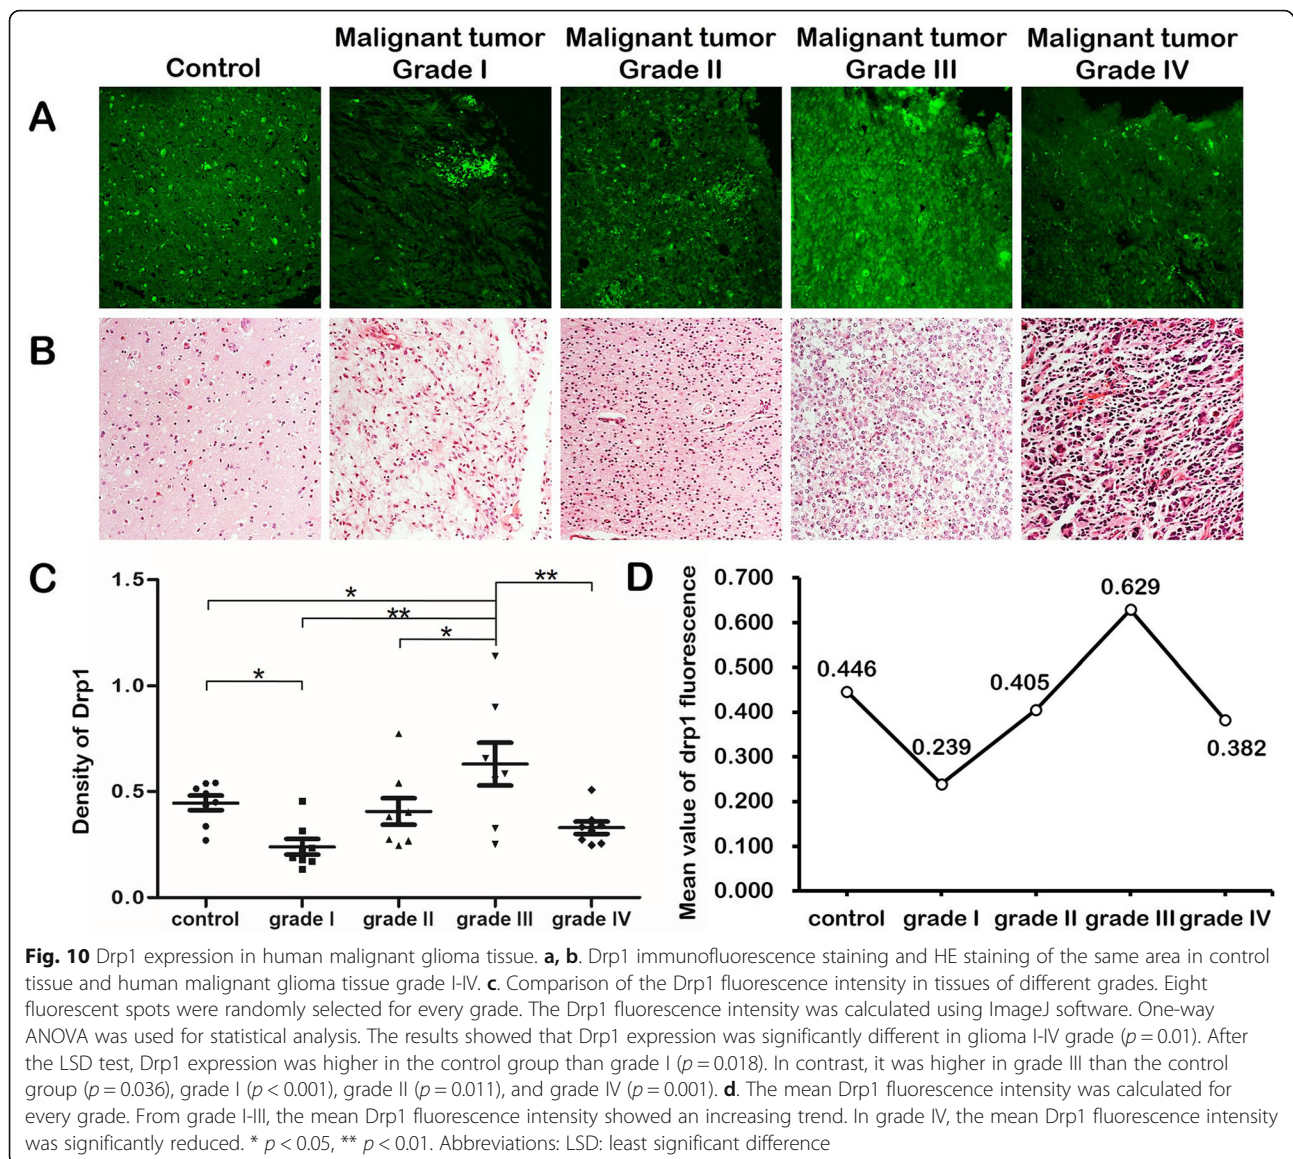 Control
Malignant tumor
Grade I
Malignant tumor
Grade II
Malignant tumor
Grade III
Malignant tumor
Grade IV
A
B
C
Density of Drp1
1.5
1.0
0.5
0.0
*
**
*
**
*
control
grade I
grade II
grade III
grade IV
D
Mean value of drp1 fluorescence
0.700
0.600
0.500
0.400
0.300
0.200
0.100
0.000
0.446
0.239
0.405
0.629
0.382
control
grade I
grade II
grade III
grade IV
Fig. 10 Drp1 expression in human malignant glioma tissue. a, b. Drp1 immunofluorescence staining and HE staining of the same area in control
tissue and human malignant glioma tissue grade I-IV. c. Comparison of the Drp1 fluorescence intensity in tissues of different grades. Eight
fluorescent spots were randomly selected for every grade. The Drp1 fluorescence intensity was calculated using ImageJ software. One-way
ANOVA was used for statistical analysis. The results showed that Drp1 expression was significantly different in glioma I-IV grade (p = 0.01). After
the LSD test, Drp1 expression was higher in the control group than grade I (p = 0.018). In contrast, it was higher in grade III than the control
group (p = 0.036), grade I (p < 0.001), grade II (p = 0.011), and grade IV (p = 0.001). d. The mean Drp1 fluorescence intensity was calculated for
every grade. From grade I-III, the mean Drp1 fluorescence intensity showed an increasing trend. In grade IV, the mean Drp1 fluorescence intensity
was significantly reduced. * p < 0.05, ** p < 0.01. Abbreviations: LSD: least significant difference